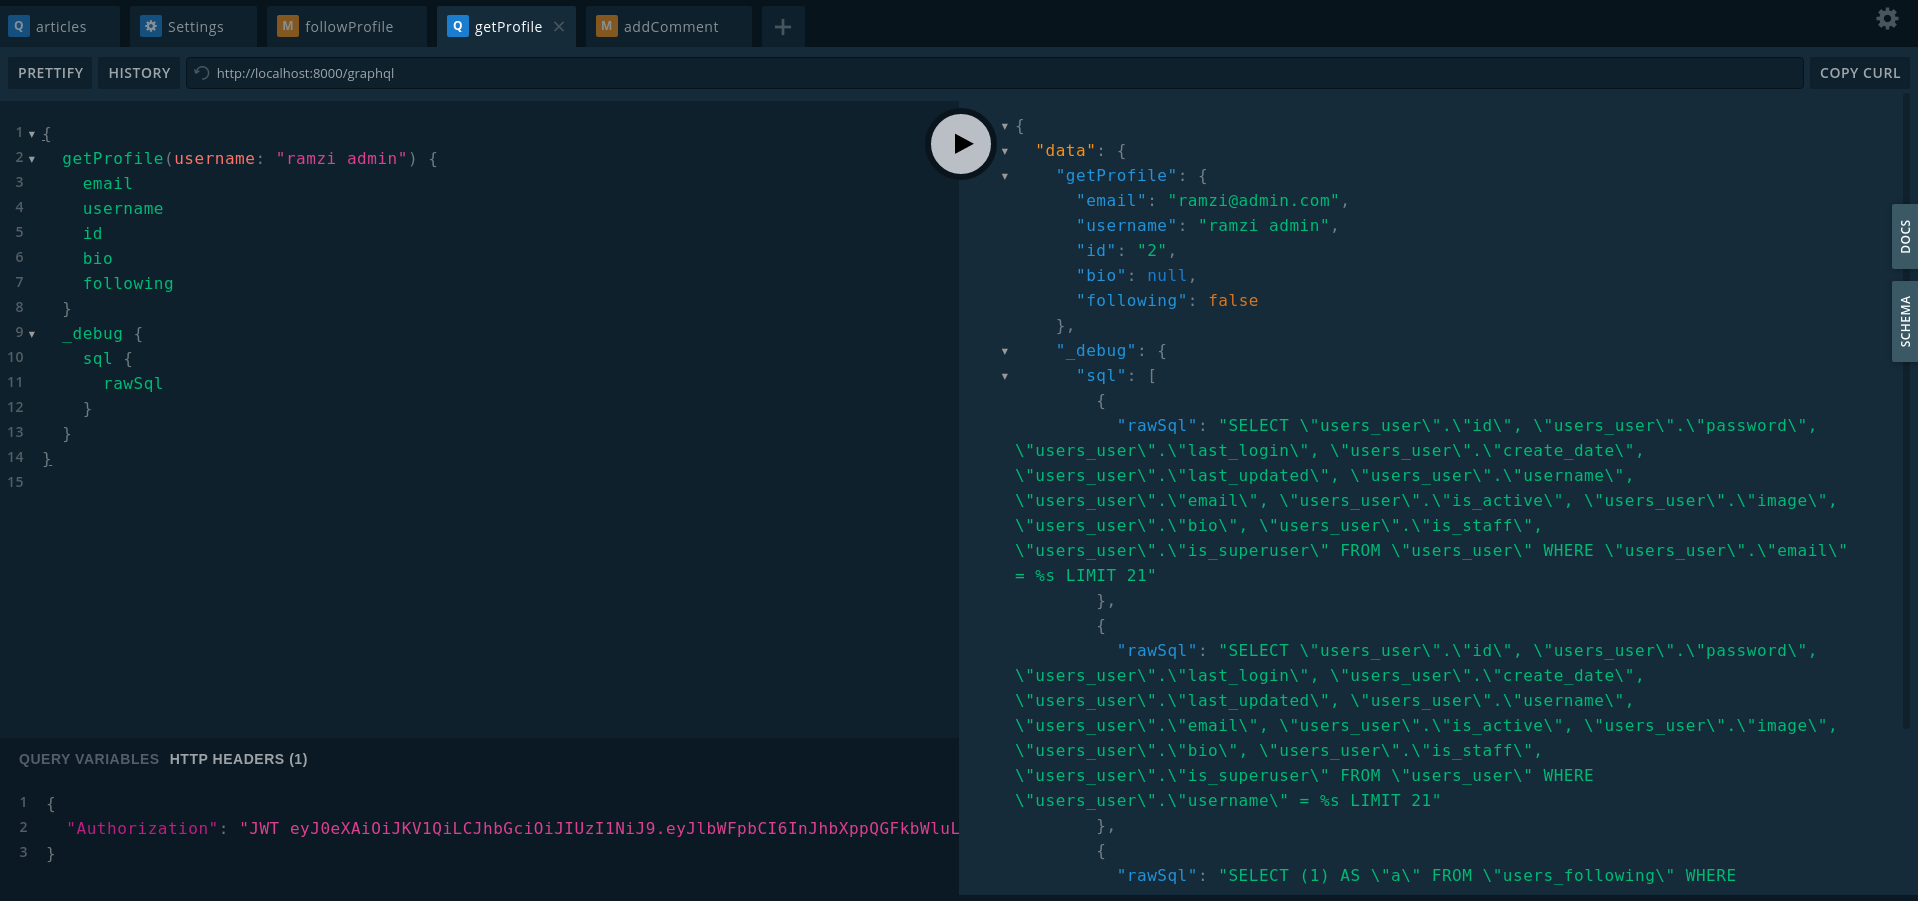 Q articles
Settings
M followProfile
Q getProfile ×
M addComment
+
PRETTIFY
HISTORY
http://localhost:8000/graphql
COPY CURL
1 {
2 getProfile(username: "ramzi admin") {
3 email
4 username
5 id
6 bio
7 following
8 }
9 _debug {
10 sql {
11 rawSql
12 }
13 }
14 }
15
QUERY VARIABLES HTTP HEADERS (1)
1 {
2 "Authorization": "JWT eyJ0eXAiOiJKV1QiLCJhbGciOiJIUzI1NiJ9.eyJlbWFpbCI6InJhbXppQGFkbWluL
3 }
{
"data": {
"getProfile": {
"email": "ramzi@admin.com",
"username": "ramzi admin",
"id": "2",
"bio": null,
"following": false
},
"_debug": {
"sql": [
{
"rawSql": "SELECT \"users_user\".\"id\", \"users_user\".\"password\",
\"users_user\".\"last_login\", \"users_user\".\"create_date\",
\"users_user\".\"last_updated\", \"users_user\".\"username\",
\"users_user\".\"email\", \"users_user\".\"is_active\", \"users_user\".\"image\",
\"users_user\".\"bio\", \"users_user\".\"is_staff\",
\"users_user\".\"is_superuser\" FROM \"users_user\" WHERE \"users_user\".\"email\"
= %s LIMIT 21"
},
{
"rawSql": "SELECT \"users_user\".\"id\", \"users_user\".\"password\",
\"users_user\".\"last_login\", \"users_user\".\"create_date\",
\"users_user\".\"last_updated\", \"users_user\".\"username\",
\"users_user\".\"email\", \"users_user\".\"is_active\", \"users_user\".\"image\",
\"users_user\".\"bio\", \"users_user\".\"is_staff\",
\"users_user\".\"is_superuser\" FROM \"users_user\" WHERE
\"users_user\".\"username\" = %s LIMIT 21"
},
{
"rawSql": "SELECT (1) AS \"a\" FROM \"users_following\" WHERE
DOCS
SCHEMA